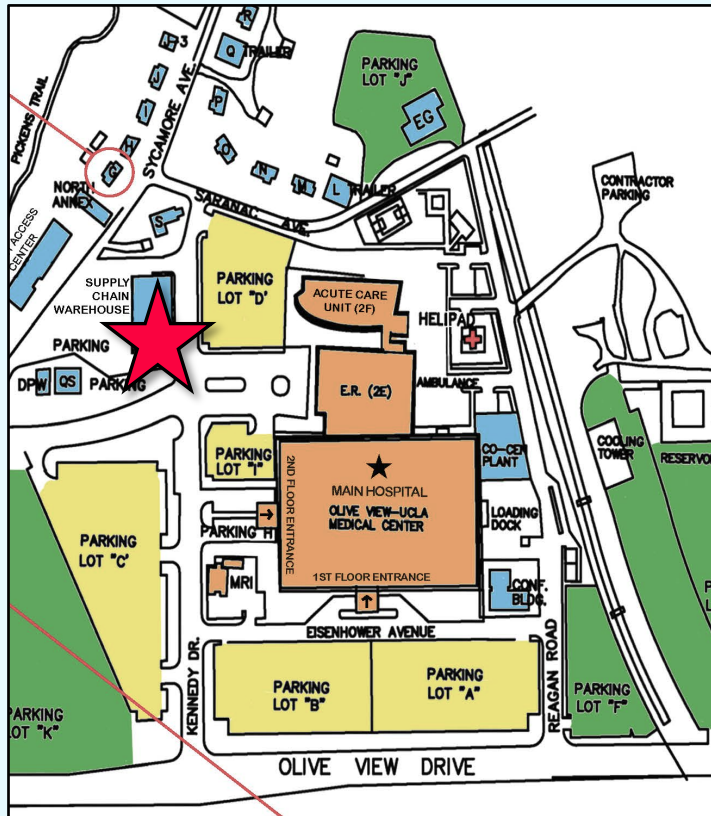 R
3
Q TRAILER
J
I
P
PARKING
LOT "J"
EG
PICKENS TRAIL
SYCAMORE AVE.
H
G
O
N
M
L
TRAILER
NORTH
ANNEX
SARANAC AVE.
S
CONTRACTOR
PARKING
ACCESS
CENTER
SUPPLY
CHAIN
WAREHOUSE
PARKING
LOT "D'
ACUTE CARE
UNIT (2F)
HELIPAD
PARKING
DPW
QS
PARKING
E.R. (2E)
AMBULANCE
PARKING
LOT "I"
2ND FLOOR ENTRANCE
MAIN HOSPITAL
OLIVE VIEW-UCLA
MEDICAL CENTER
CO-GEN
PLANT
COOLING
TOWER
RESERVO
LOADING
DOCK
PARKING H
PARKING
LOT "C'
MRI
1ST FLOOR ENTRANCE
CONF.
BLDG.
EISENHOWER AVENUE
KENNEDY DR.
REAGAN ROAD
PARKING
LOT "B"
PARKING
LOT "A"
PARKING
LOT "F"
PARKING
LOT "K"
OLIVE VIEW DRIVE